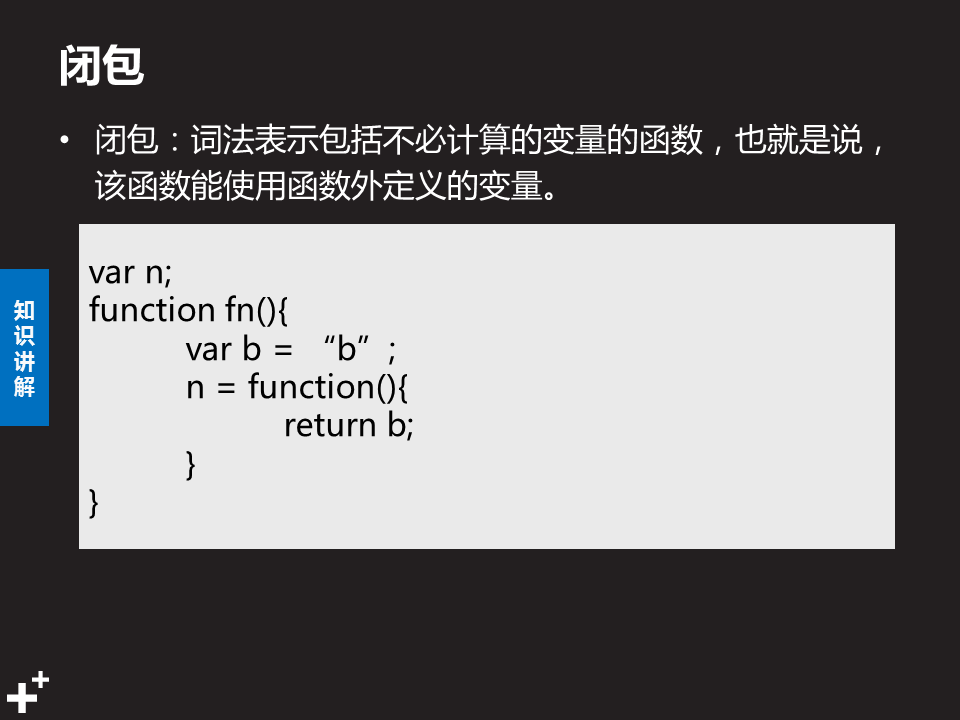 闭包
• 闭包：词法表示包括不必计算的变量的函数，也就是说，
该函数能使用函数外定义的变量。
var n;
function fn(){
var b = “b”;
n = function(){
return b;
}
}
知
识
讲
解